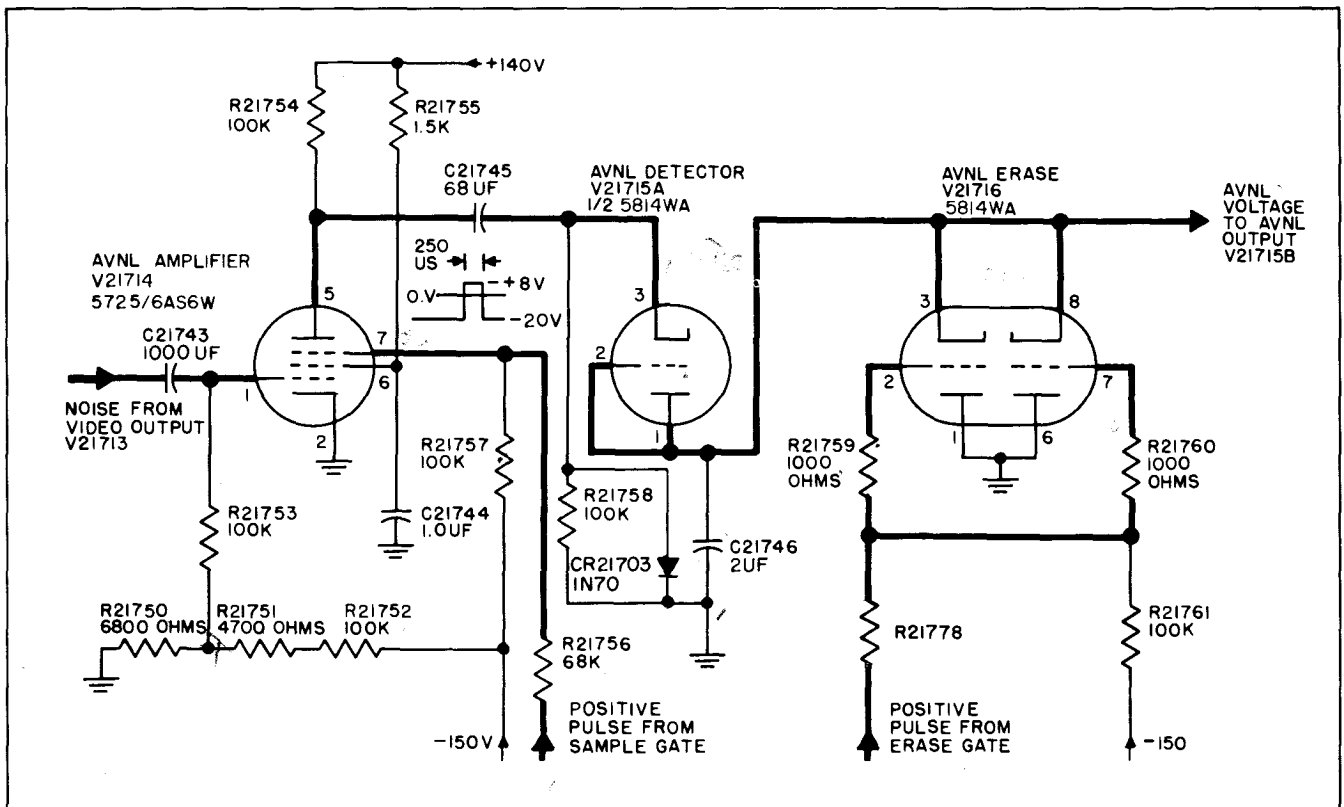 +140V
R21754
100K
R21755
1.5K
C21745
68 UF
AVNL DETECTOR
V21715A
1/2 5814WA
AVNL ERASE
V21716
5814WA
AVNL
VOLTAGE
TO AVNL
OUTPUT
V21715B
AVNL AMPLIFIER
V21714
5725/6AS6W
250
US
+8V
0.V
-20V
5
7
6
1
2
C21743
1000 UF
NOISE FROM
VIDEO OUTPUT
V21713
3
2
1
3
8
2
7
1
6
R21753
100K
R21757
100K
C21744
1.0UF
R21758
100K
CR21703
1N70
C21746
2UF
R21759
1000
OHMS
R21760
1000
OHMS
R21750
6800 OHMS
R21751
4700 OHMS
R21752
100K
R21756
68K
R21778
R21761
100K
-150V
POSITIVE
PULSE FROM
SAMPLE GATE
POSITIVE
PULSE FROM
ERASE GATE
-150